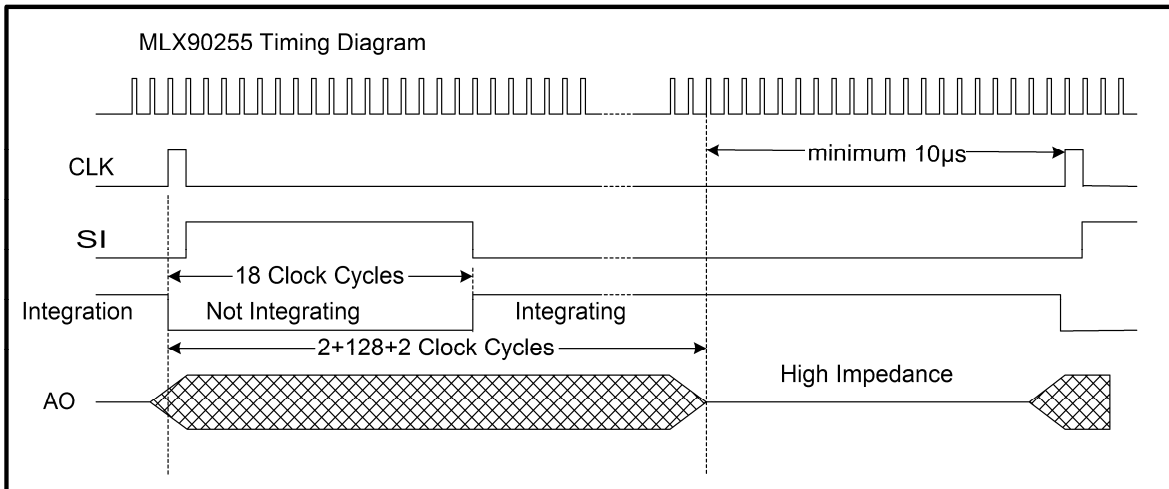 MLX90255 Timing Diagram
CLK
minimum 10µs
SI
18 Clock Cycles
Integration
Not Integrating
Integrating
2+128+2 Clock Cycles
High Impedance
AO